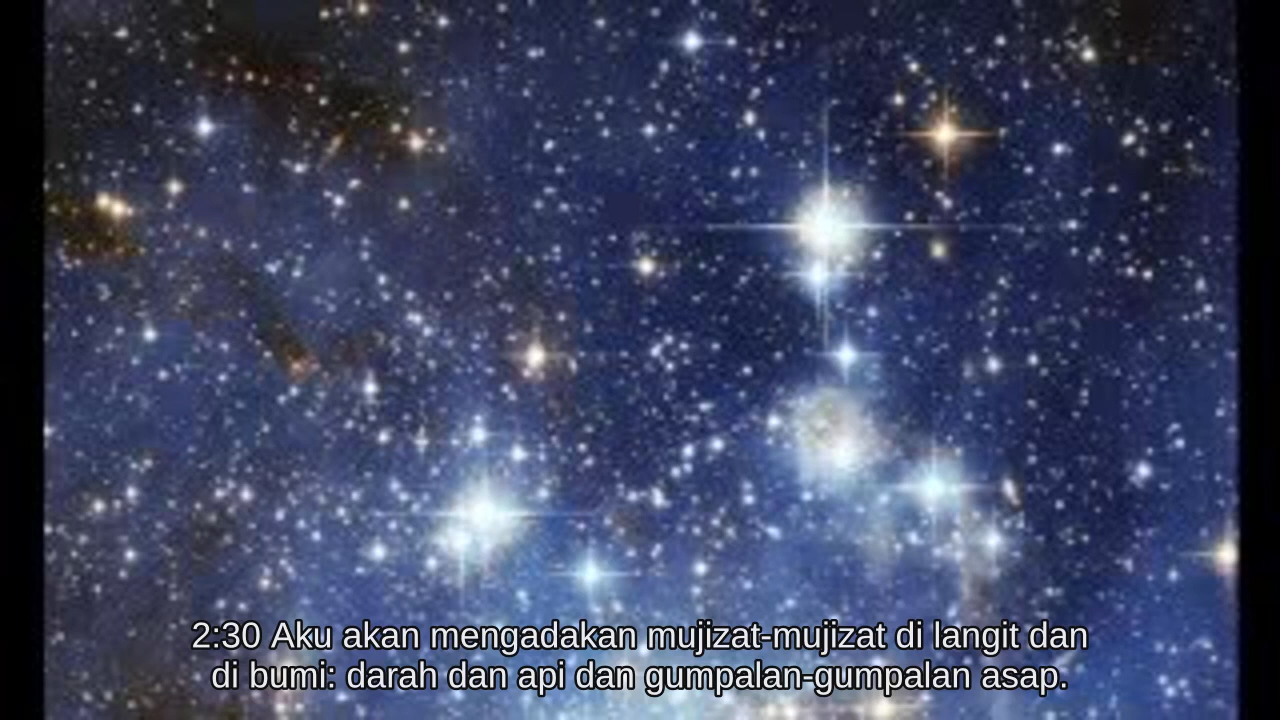 2:30 Aku akan mengadakan mujizat-mujizat di langit dan
di bumi: darah dan api dan gumpalan-gumpalan asap.